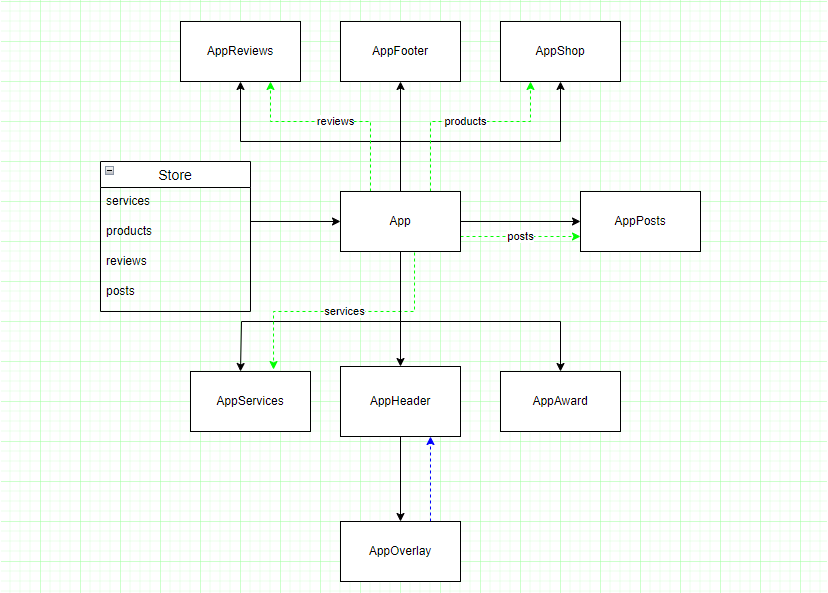 AppReviews
AppFooter
AppShop
reviews
products
Store
services
products
reviews
posts
App
AppPosts
posts
services
AppServices
AppHeader
AppAward
AppOverlay